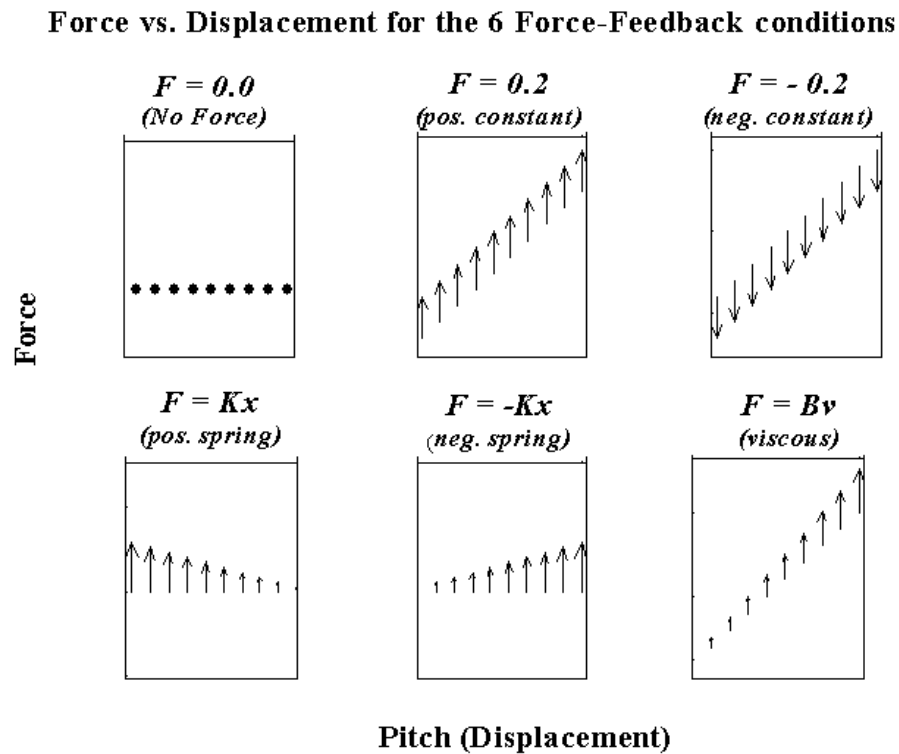 Force vs. Displacement for the 6 Force-Feedback conditions
F = 0.0
(No Force)
F = 0.2
(pos. constant)
F = - 0.2
(neg. constant)
Force
F = Kx
(pos. spring)
F = -Kx
(neg. spring)
F = Bv
(viscous)
Pitch (Displacement)